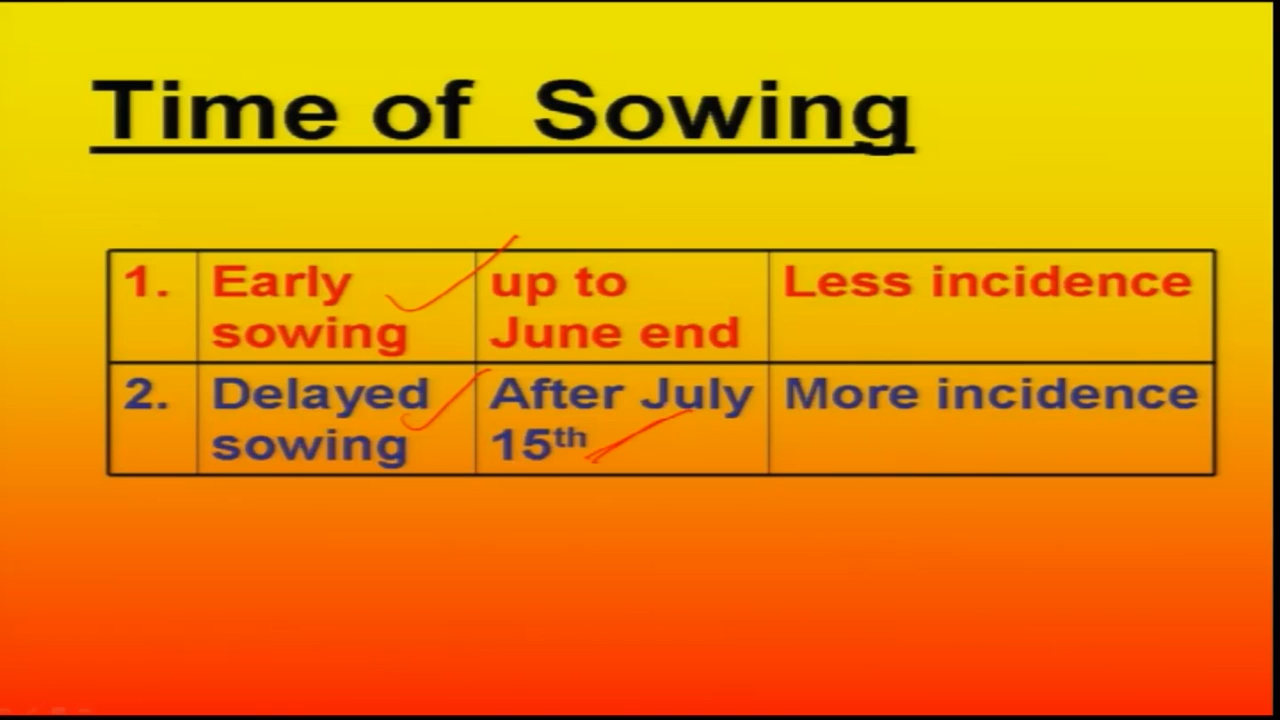 Time of Sowing
1. Early sowing up to June end Less incidence
2. Delayed sowing After July 15th More incidence